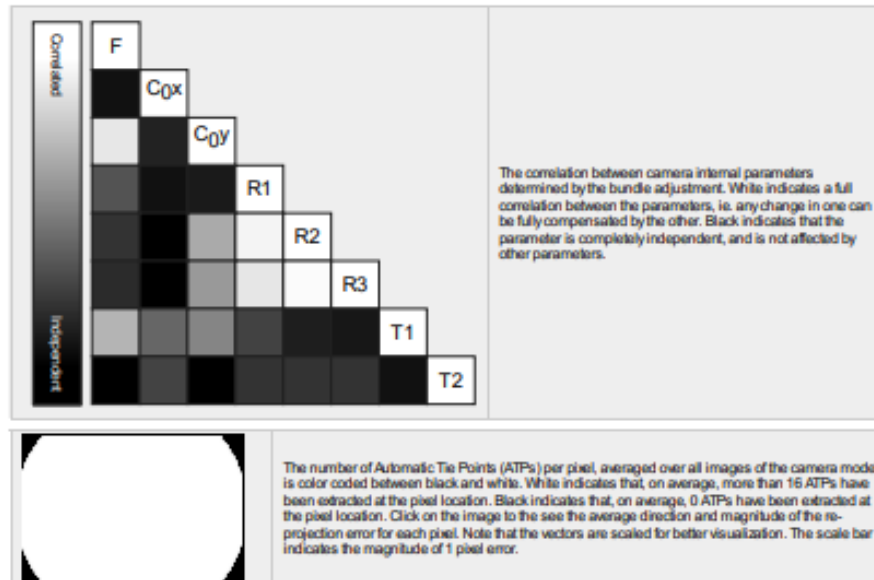 Correlated
Independent
F
C0x
C0y
R1
R2
R3
T1
T2
The correlation between camera internal parameters
determined by the bundle adjustment. White indicates a full
correlation between the parameters, ie. any change in one can
be fully compensated by the other. Black indicates that the
parameter is completely independent, and is not affected by
other parameters.
The number of Automatic Tie Points (ATPs) per pixel, averaged over all images of the camera mode
is color coded between black and white. White indicates that, on average, more than 16 ATPs have
been extracted at the pixel location. Black indicates that, on average, 0 ATPs have been extracted at
the pixel location. Click on the image to the see the average direction and magnitude of the re-
projection error for each pixel. Note that the vectors are scaled for better visualization. The scale bar
indicates the magnitude of 1 pixel error.